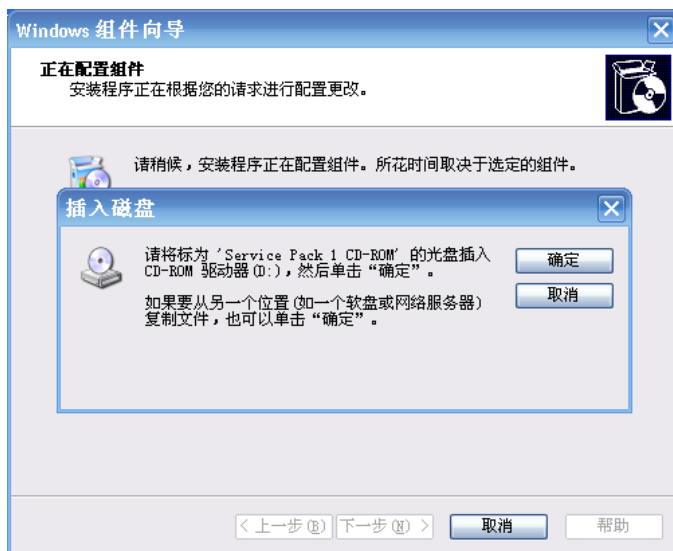 Windows 组件向导
正在配置组件
安装程序正在根据您的请求进行配置更改。
请稍候，安装程序正在配置组件。所花时间取决于选定的组件。
插入磁盘
请将标为 'Service Pack 1 CD-ROM' 的光盘插入
CD-ROM 驱动器(D:)，然后单击“确定”。
如果要从另一个位置(如一个软盘或网络服务器)
复制文件，也可以单击“确定”。
确定
取消
< 上一步(B)
下一步(N) >
取消
帮助